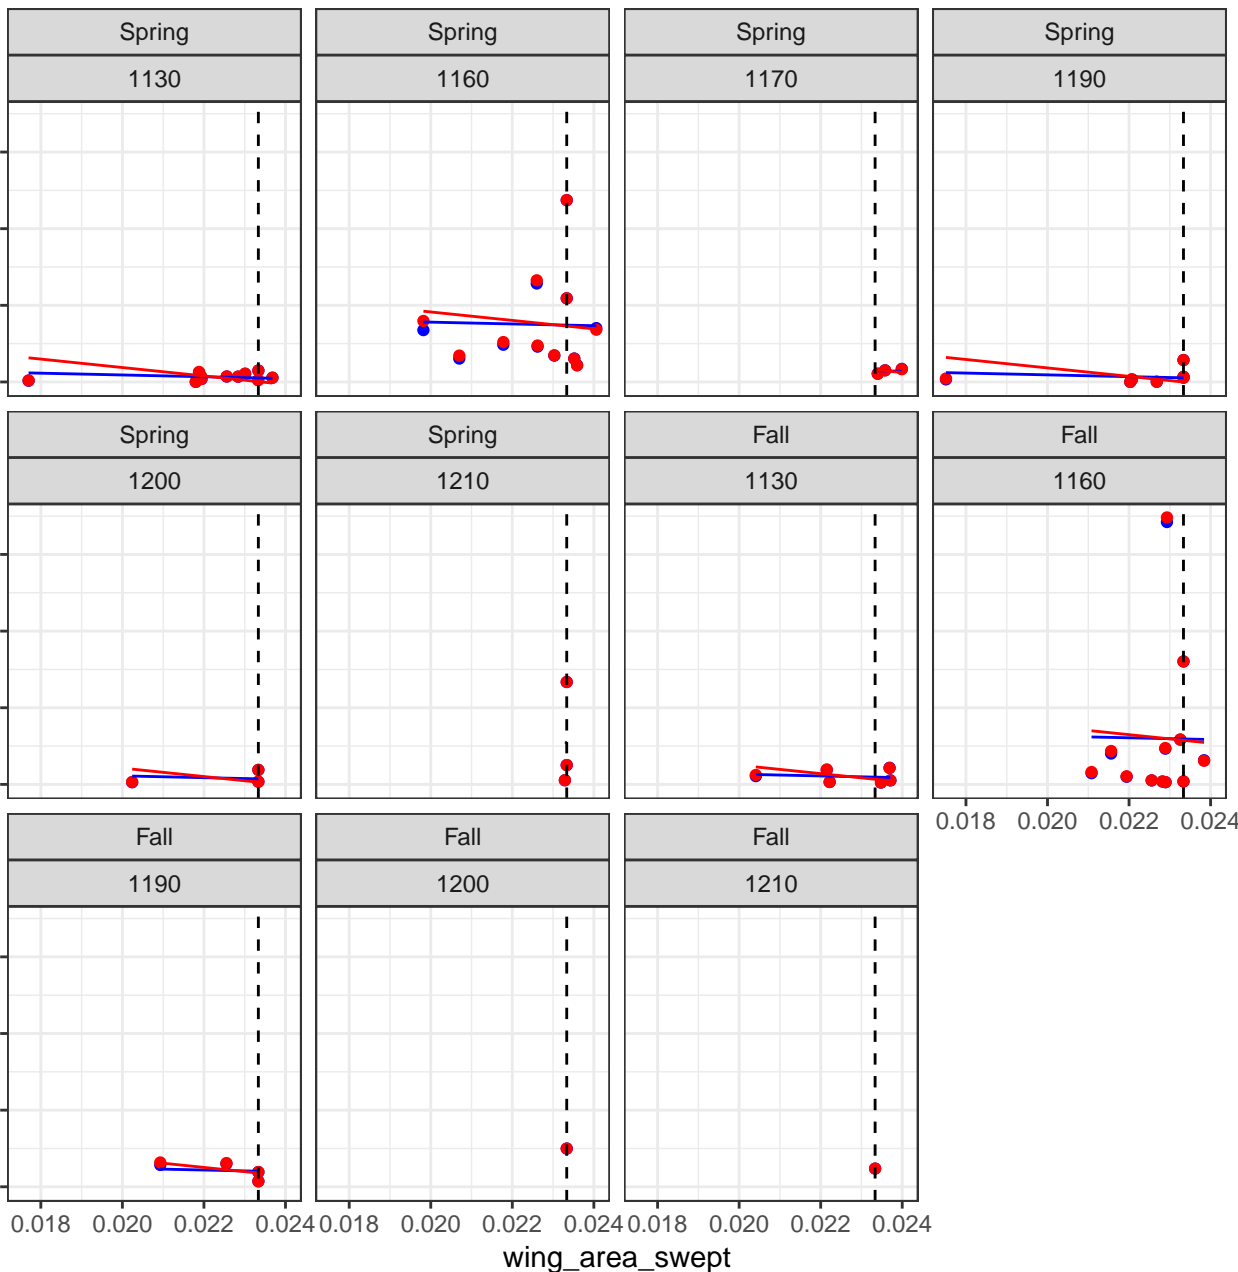 Spring Spring Spring Spring
1130 1160 1170 1190
Spring Spring Fall Fall
1200 1210 1130 1160
0.018 0.020 0.022 0.024
Fall Fall Fall
1190 1200 1210
0.018 0.020 0.022 0.024 0.018 0.020 0.022 0.024 0.018 0.020 0.022 0.024
wing_area_swept